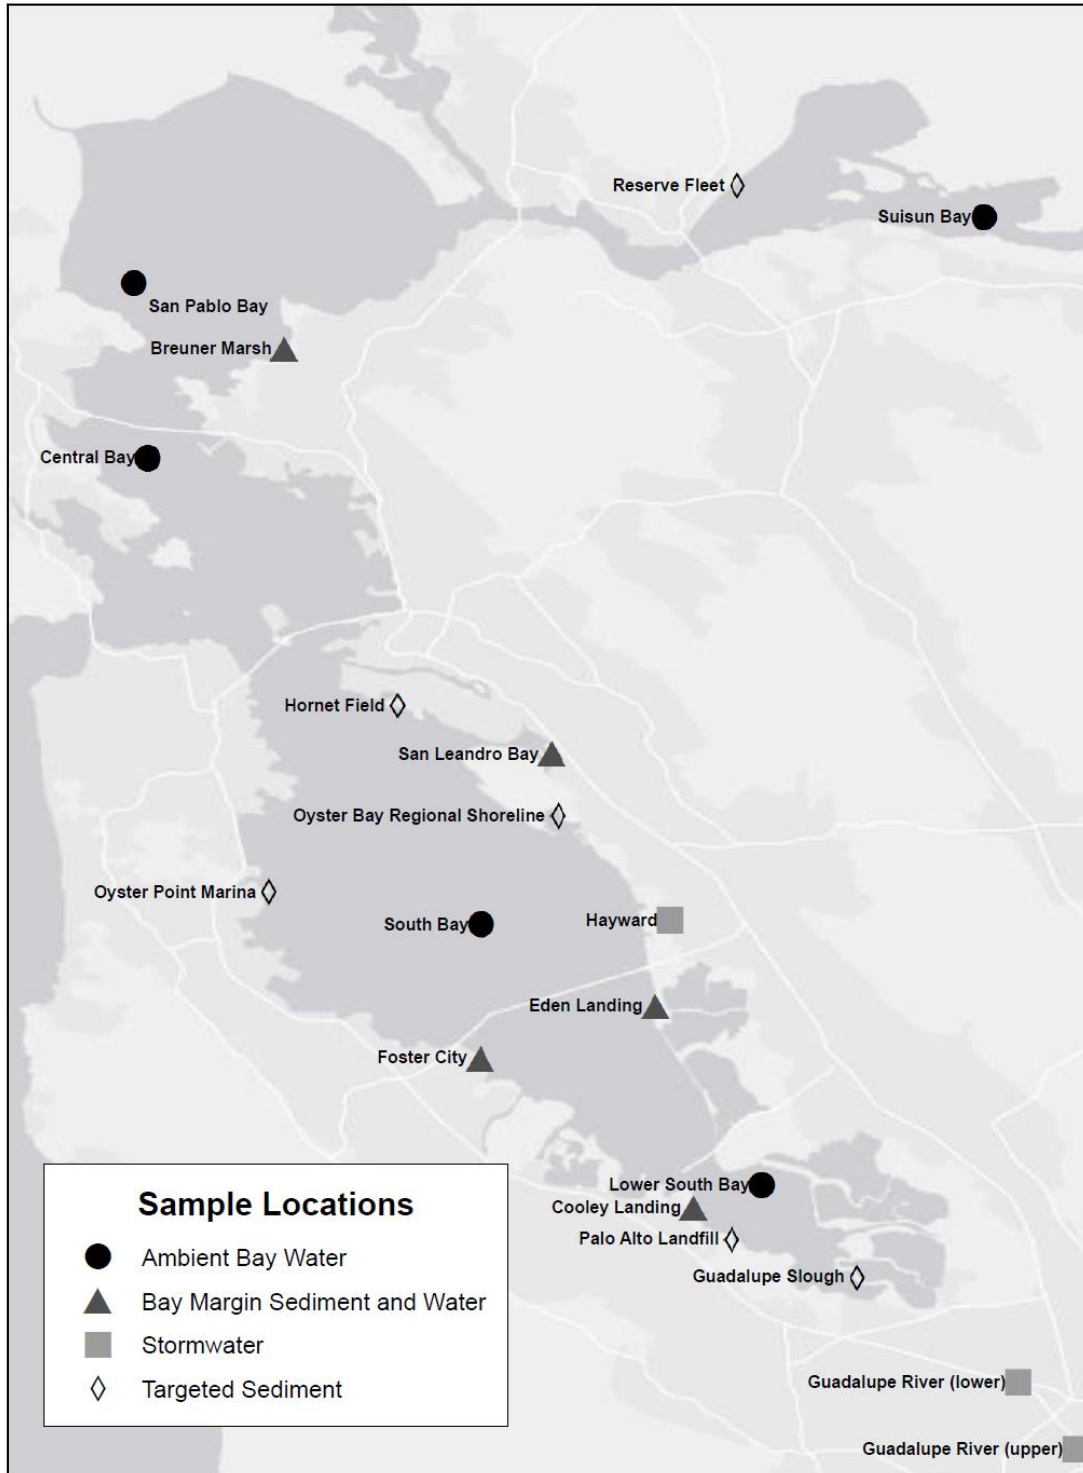 Reserve Fleet
Suisun Bay
San Pablo Bay
Breuner Marsh
Central Bay
Hornet Field
San Leandro Bay
Oyster Bay Regional Shoreline
Oyster Point Marina
South Bay
Hayward
Eden Landing
Foster City
Lower South Bay
Cooley Landing
Palo Alto Landfill
Guadalupe Slough
Guadalupe River (lower)
Guadalupe River (upper)
Sample Locations
Ambient Bay Water
Bay Margin Sediment and Water
Stormwater
Targeted Sediment